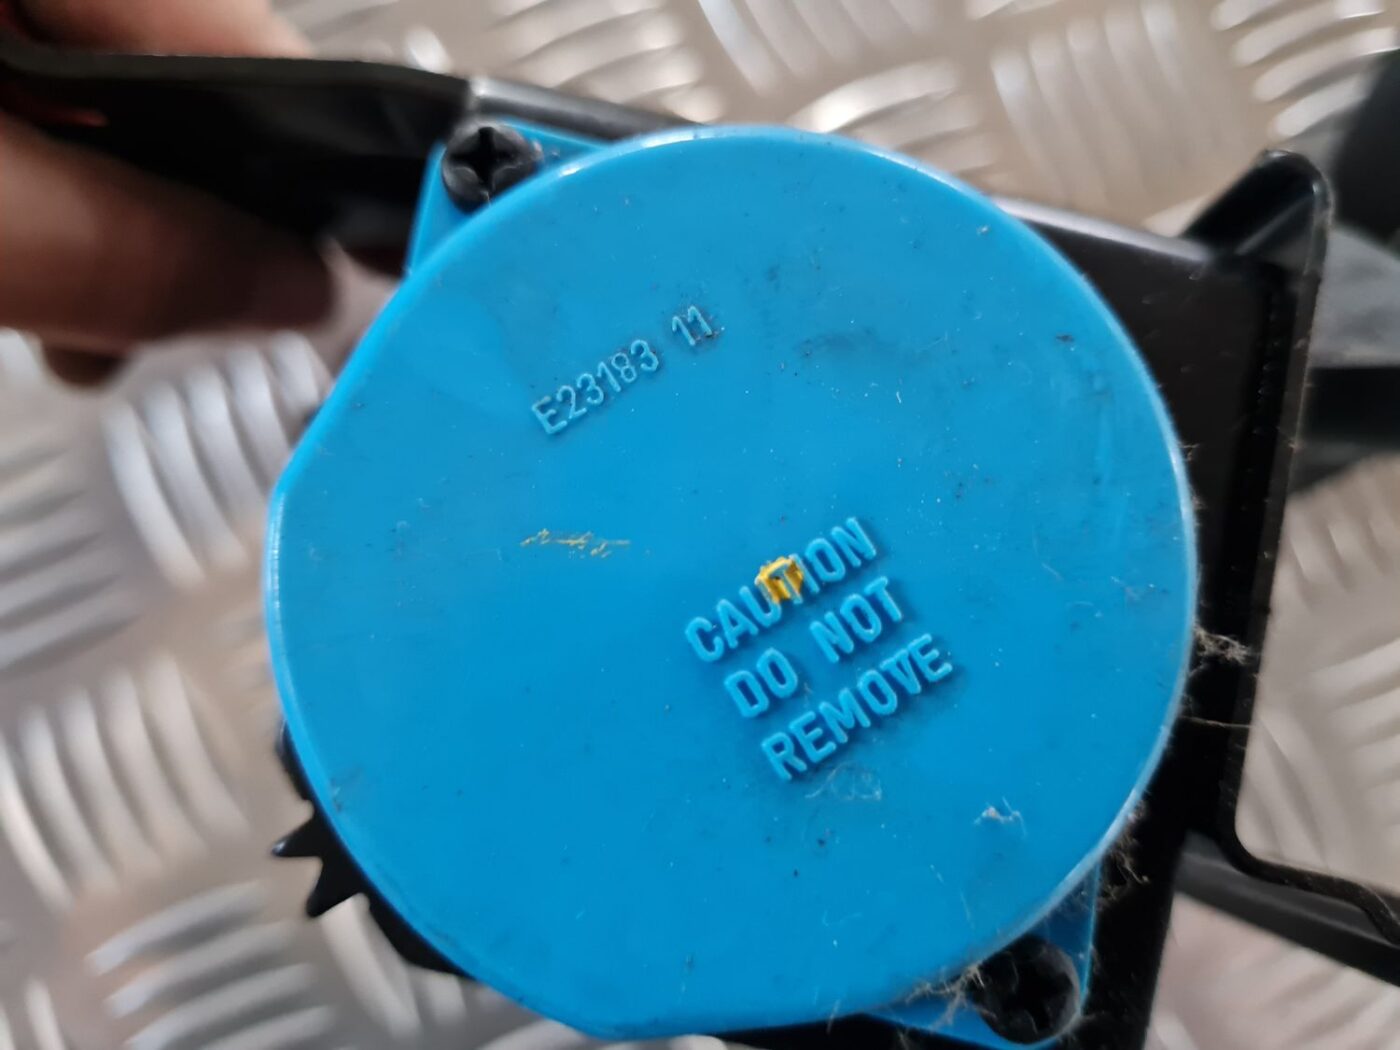 E23183 11
CAUTION
DO NOT
REMOVE